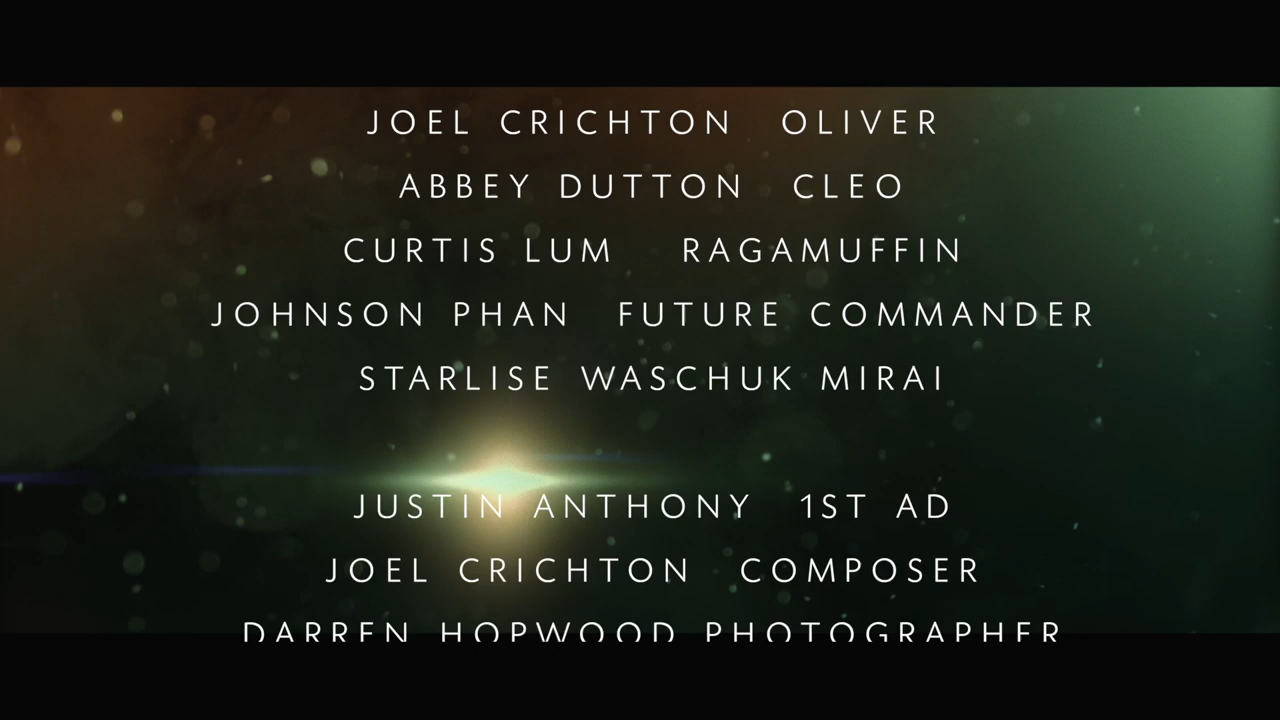 JOEL CRICHTON OLIVER
ABBEY DUTTON CLEO
CURTIS LUM RAGAMUFFIN
JOHNSON PHAN FUTURE COMMANDER
STARLISE WASCHUK MIRAI
JUSTIN ANTHONY 1ST AD
JOEL CRICHTON COMPOSER
DARREN HOPWOOD PHOTOGRAPHER